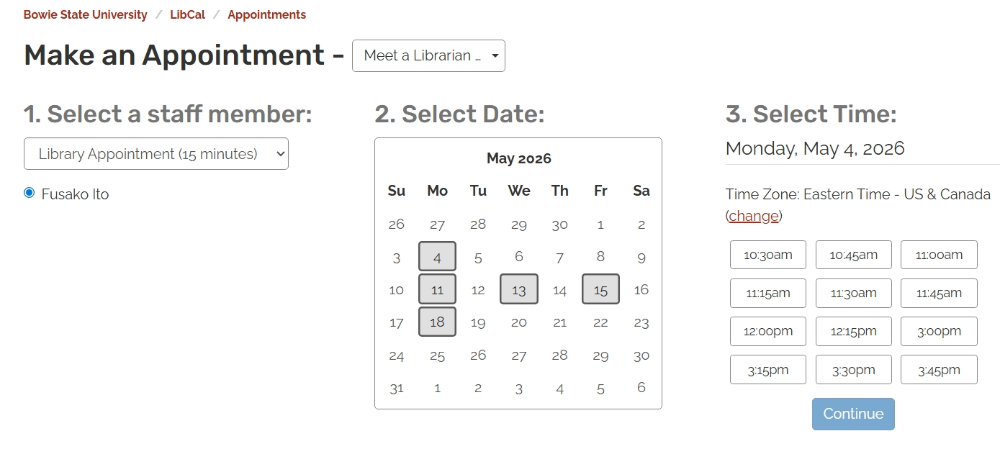 Bowie State University / LibCal / Appointments
Make an Appointment - Meet a Librarian ...
1. Select a staff member:
Library Appointment (15 minutes)
Fusako Ito
2. Select Date:
May 2026
Su Mo Tu We Th Fr Sa
26 27 28 29 30 1 2
3 4 5 6 7 8 9
10 11 12 13 14 15 16
17 18 19 20 21 22 23
24 25 26 27 28 29 30
31 1 2 3 4 5 6
3. Select Time:
Monday, May 4, 2026
Time Zone: Eastern Time - US & Canada
(change)
10:30am 10:45am 11:00am
11:15am 11:30am 11:45am
12:00pm 12:15pm 3:00pm
3:15pm 3:30pm 3:45pm
Continue